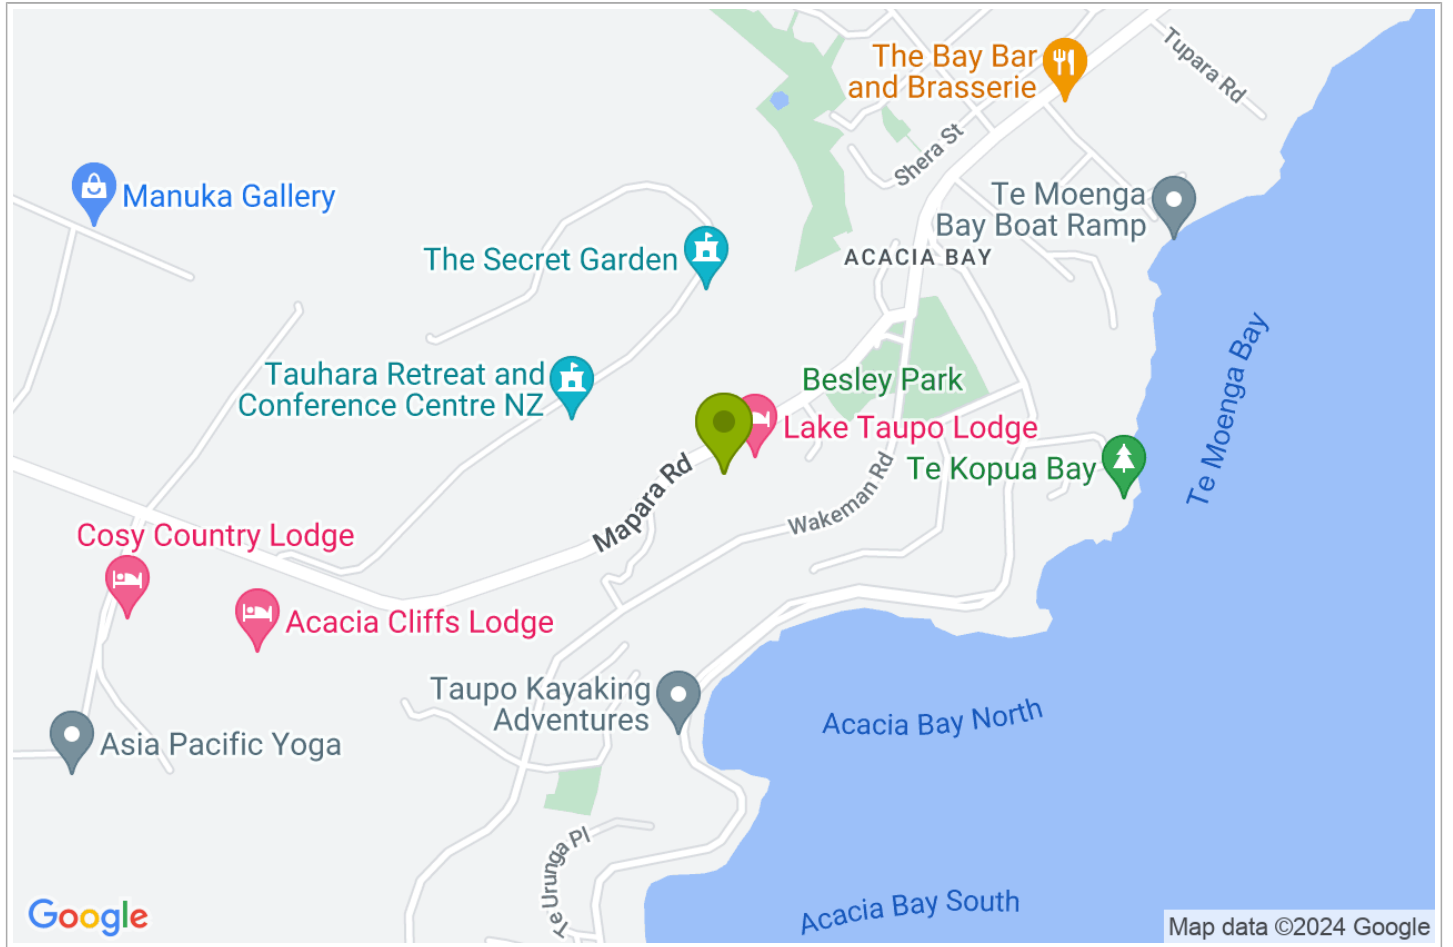 The Bay Bar
and Brasserie
Tupara Rd
Shera St
Manuka Gallery
Te Moenga
Bay Boat Ramp
The Secret Garden
ACACIA BAY
Te Moenga Bay
Tauhara Retreat and
Conference Centre NZ
Besley Park
Lake Taupo Lodge
Te Kopua Bay
Mapara Rd
Wakeman Rd
Cosy Country Lodge
Acacia Cliffs Lodge
Taupo Kayaking
Adventures
Acacia Bay North
Asia Pacific Yoga
Te Urunga Pl
Acacia Bay South
Google
Map data ©2024 Google